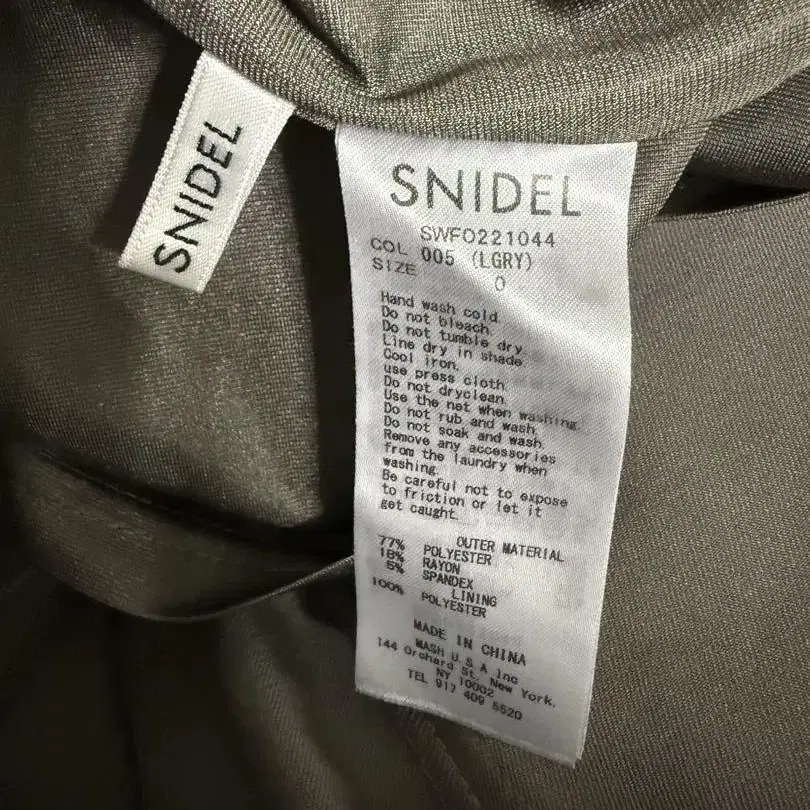 SNIDEL
SNIDEL
SWFO221044
COL 005 (LGRY)
SIZE 0
Hand wash cold.
Do not bleach.
Do not tumble dry.
Line dry in shade
Cool iron.
use press cloth.
Do not dryclean.
Use the net when washing.
Do not rub and wash.
Do not soak and wash.
Remove any accessories
from the laundry when
washing.
Be careful not to expose
to friction or let it
get caught.
OUTER MATERIAL
77% POLYESTER
18% RAYON
5% SPANDEX
LINING
100% POLYESTER
MADE IN CHINA
MASH U.S.A Inc
144 Orchard St. New York.
NY 10002
TEL 917 409 5520